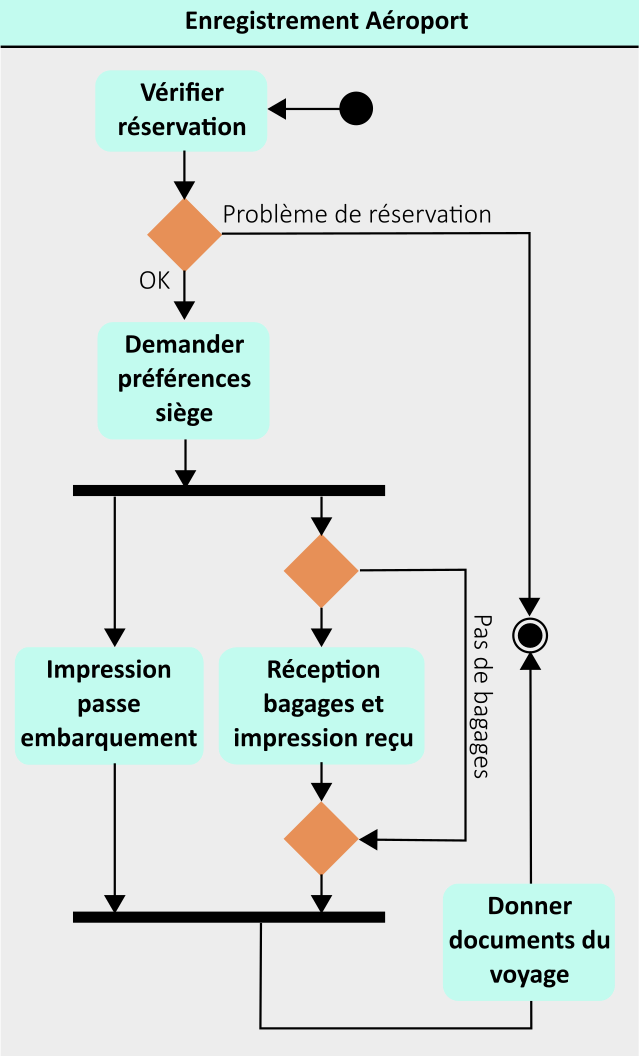 Enregistrement Aéroport
Vérifier
réservation
Problème de réservation
OK
Demander
préférences
siège
Pas de bagages
Impression
passe
embarquement
Réception
bagages et
impression reçu
Donner
documents du
voyage